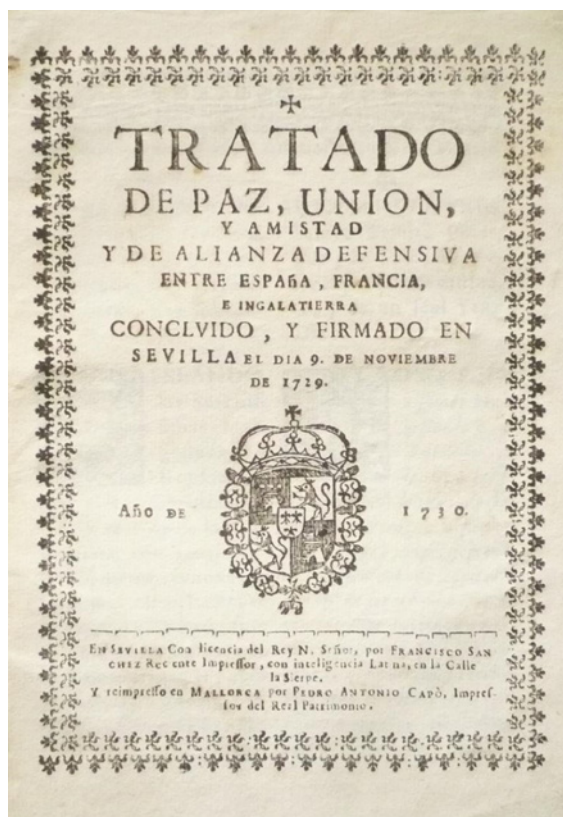 TRATADO
DE PAZ, UNION,
Y AMISTAD
Y DE ALIANZA DEFENSIVA
ENTRE ESPAñA, FRANCIA,
E INGALATIERRA
CONCLVIDO, Y FIRMADO EN
SEVILLA EL DIA 9. DE NOVIEMBRE
DE 1729.
Año DE 1730.
EN SEVILLA Con licencia del Rey N. Señor, por FRANCISCO SAN
CHEZ RECIENTE Impreſſor, con inteligencia Latina, en la Calle
la Sierpe.
Y reimpreſſo en MALLORCA por PEDRO ANTONIO CAPÒ, Impreſ-
ſor del Real Patrimonio.